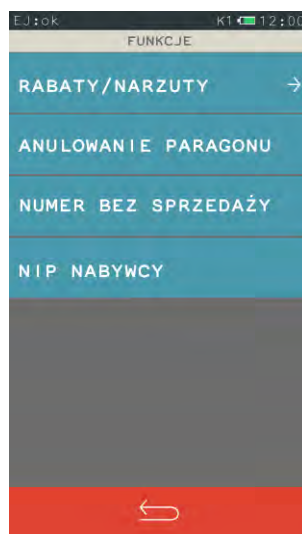 EJ:ok K1 12:00
FUNKCJE
RABATY/NARZUTY →
ANULOWANIE PARAGONU
NUMER BEZ SPRZEDAŻY
NIP NABYWCY